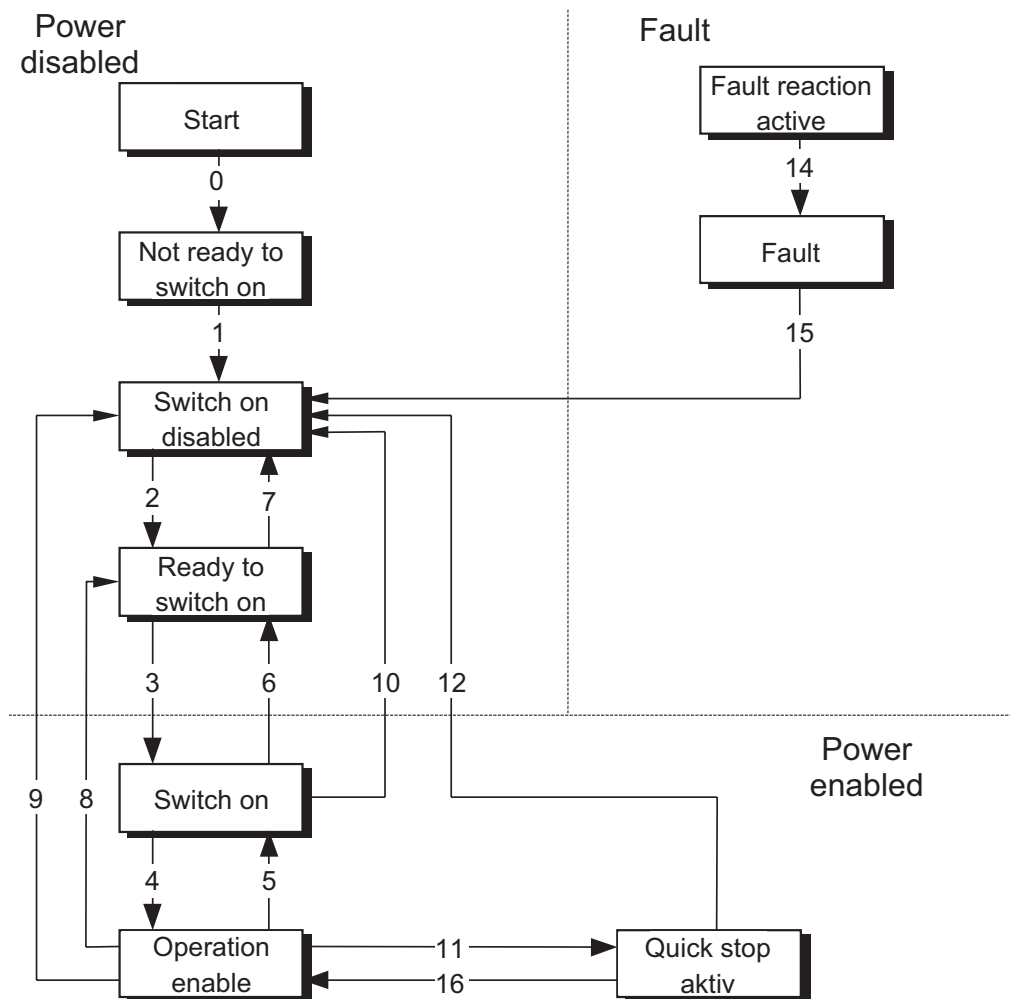 Power
disabled
Fault
Start
Fault reaction
active
0
14
Not ready to
switch on
Fault
1
15
Switch on
disabled
2
7
Ready to
switch on
3
6
10
12
Power
enabled
9
8
Switch on
4
5
Operation
enable
11
16
Quick stop
aktiv